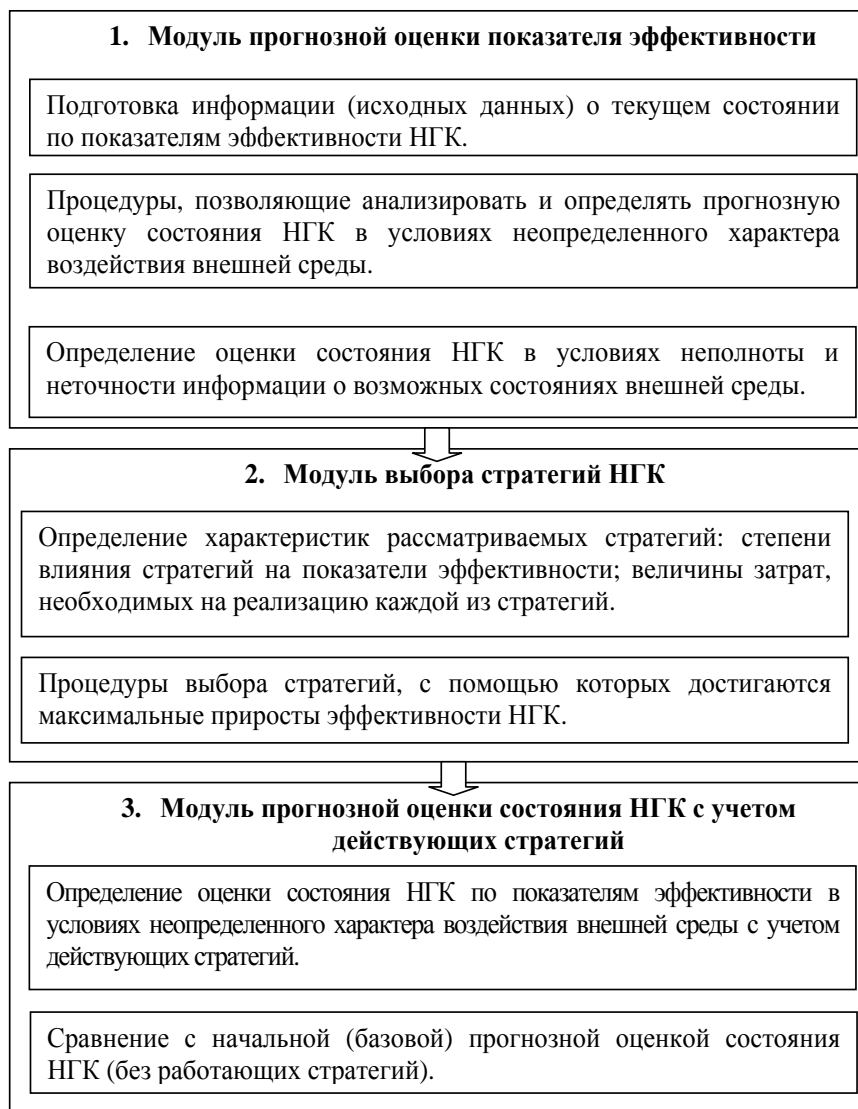 1. Модуль прогнозной оценки показателя эффективности
Подготовка информации (исходных данных) о текущем состоянии
по показателям эффективности НГК.
Процедуры, позволяющие анализировать и определять прогнозную
оценку состояния НГК в условиях неопределенного характера
воздействия внешней среды.
Определение оценки состояния НГК в условиях неполноты и
неточности информации о возможных состояниях внешней среды.
2. Модуль выбора стратегий НГК
Определение характеристик рассматриваемых стратегий: степени
влияния стратегий на показатели эффективности; величины затрат,
необходимых на реализацию каждой из стратегий.
Процедуры выбора стратегий, с помощью которых достигаются
максимальные приросты эффективности НГК.
3. Модуль прогнозной оценки состояния НГК с учетом
действующих стратегий
Определение оценки состояния НГК по показателям эффективности в
условиях неопределенного характера воздействия внешней среды с учетом
действующих стратегий.
Сравнение с начальной (базовой) прогнозной оценкой состояния
НГК (без работающих стратегий).